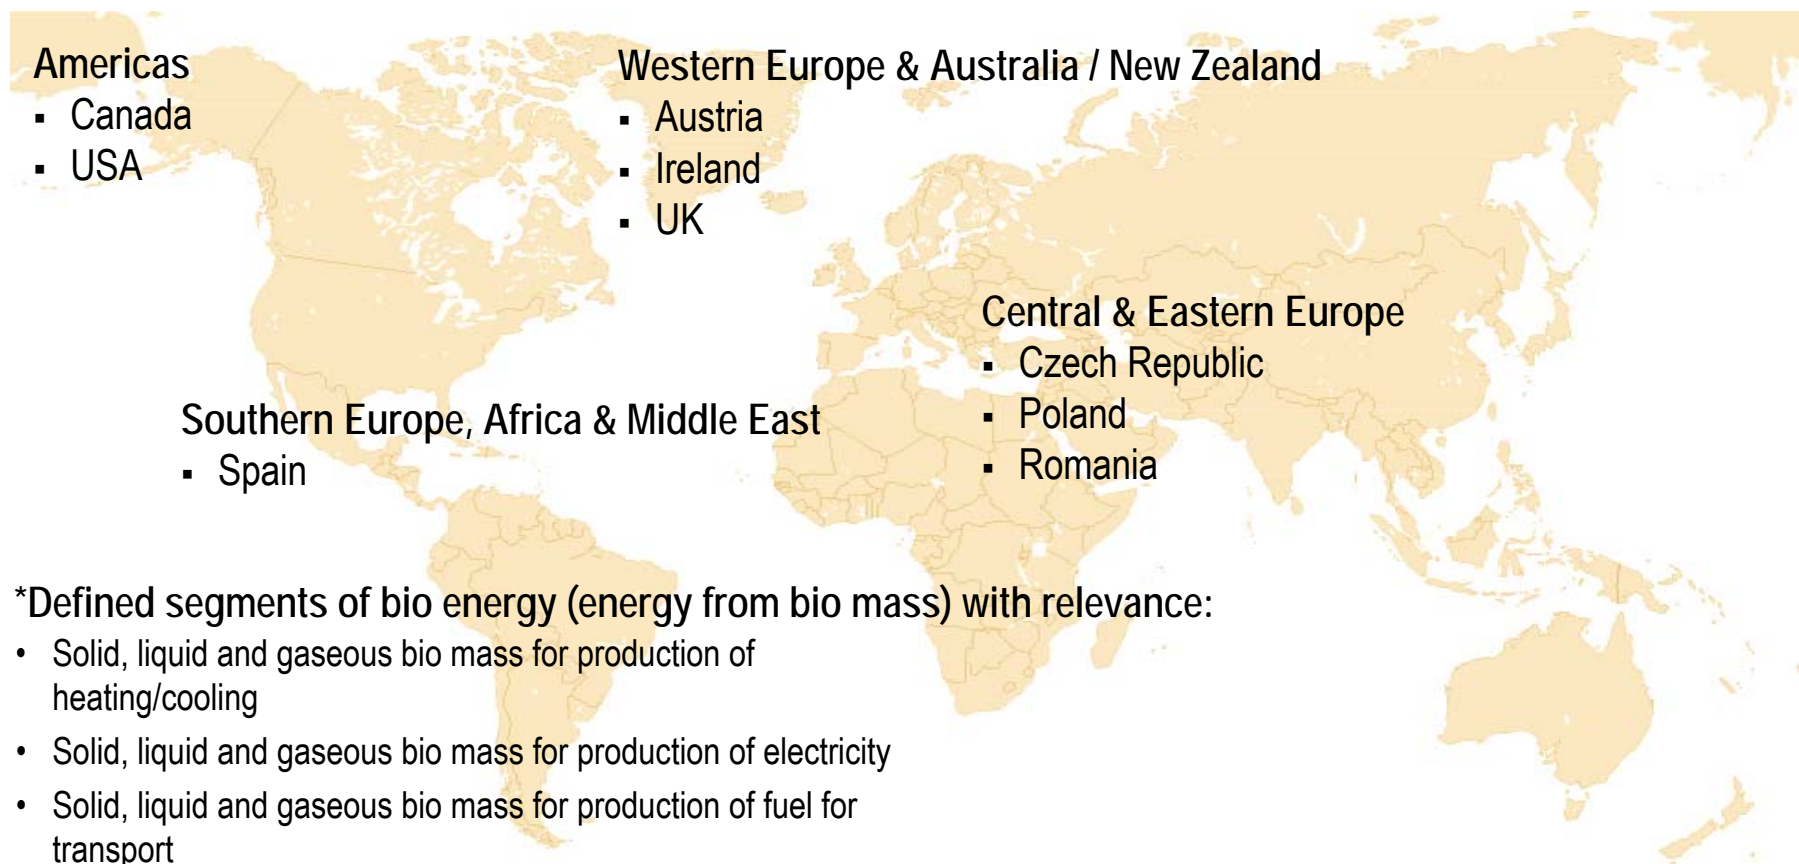 Americas
▪ Canada
▪ USA
Western Europe & Australia / New Zealand
▪ Austria
▪ Ireland
▪ UK
Central & Eastern Europe
▪ Czech Republic
▪ Poland
▪ Romania
Southern Europe, Africa & Middle East
▪ Spain
*Defined segments of bio energy (energy from bio mass) with relevance:
• Solid, liquid and gaseous bio mass for production of
heating/cooling
• Solid, liquid and gaseous bio mass for production of electricity
• Solid, liquid and gaseous bio mass for production of fuel for
transport